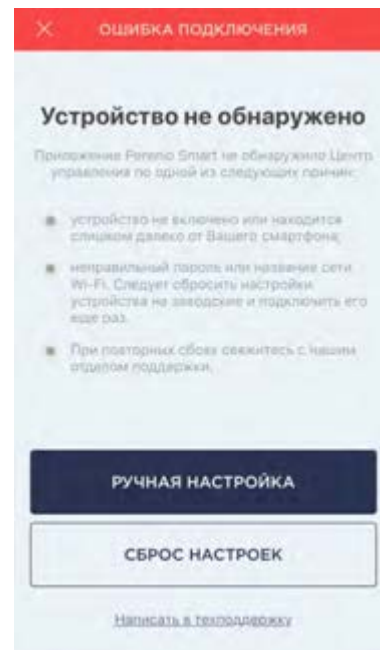 ОШИБКА ПОДКЛЮЧЕНИЯ
Устройство не обнаружено
Приложение Perenio Smart не обнаружило Центр
управления по одной из следующих причин:
устройство не включено или находится
слишком далеко от Вашего смартфона;
неправильный пароль или название сети
Wi-Fi. Следует сбросить настройки
устройства на заводские и подключить его
еще раз.
При повторных сбоях свяжитесь с нашим
отделом поддержки.
РУЧНАЯ НАСТРОЙКА
СБРОС НАСТРОЕК
Написать в техподдержку